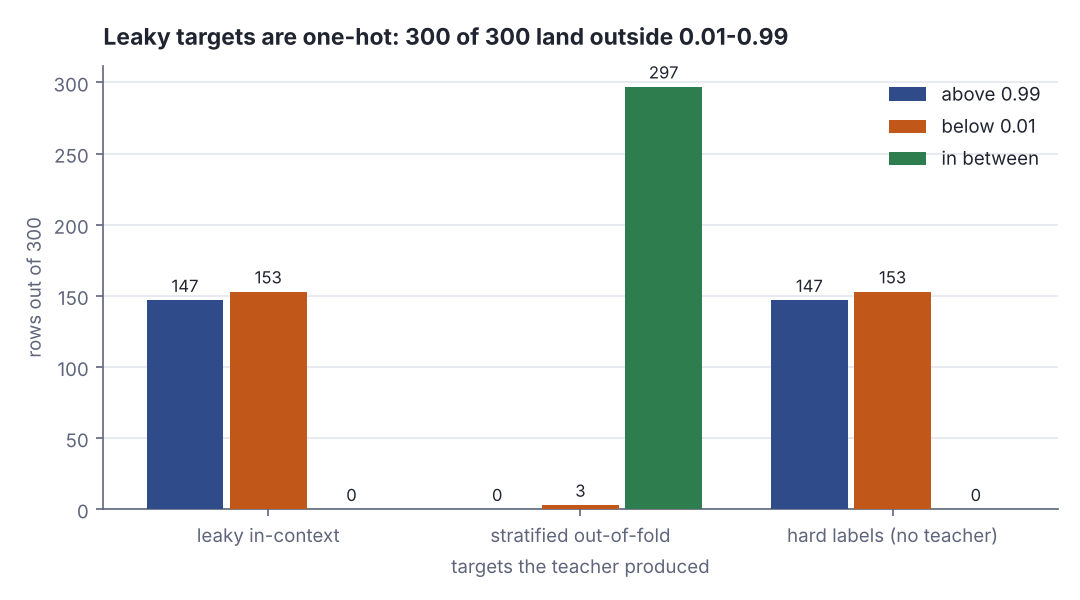 Leaky targets are one-hot: 300 of 300 land outside 0.01-0.99
above 0.99
below 0.01
in between
rows out of 300
300
250
200
150
100
50
0
147
153
0
0
3
297
147
153
0
leaky in-context
stratified out-of-fold
hard labels (no teacher)
targets the teacher produced